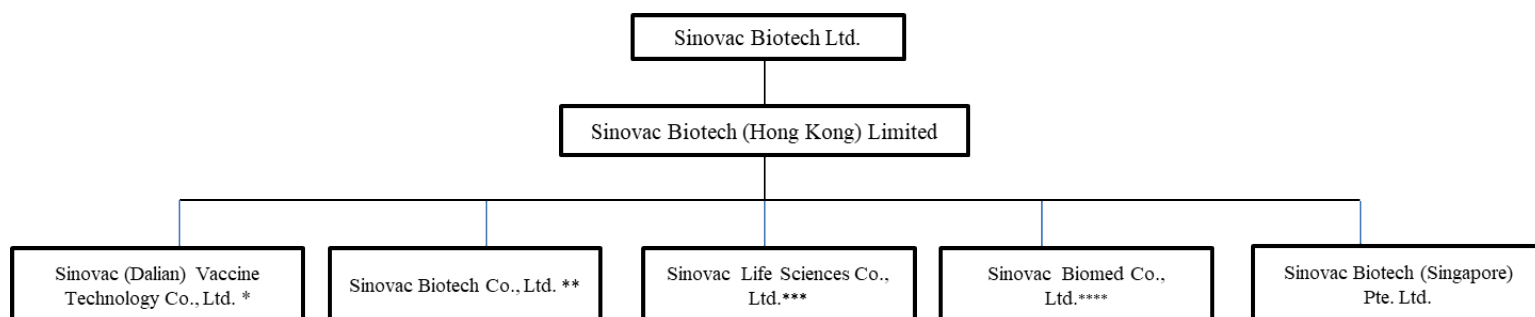 Sinovac Biotech Ltd.
Sinovac Biotech (Hong Kong) Limited
Sinovac (Dalian) Vaccine
Technology Co., Ltd. *
Sinovac Biotech Co., Ltd. **
Sinovac Life Sciences Co.,
Ltd.***
Sinovac Biomed Co.,
Ltd.****
Sinovac Biotech (Singapore)
Pte. Ltd.